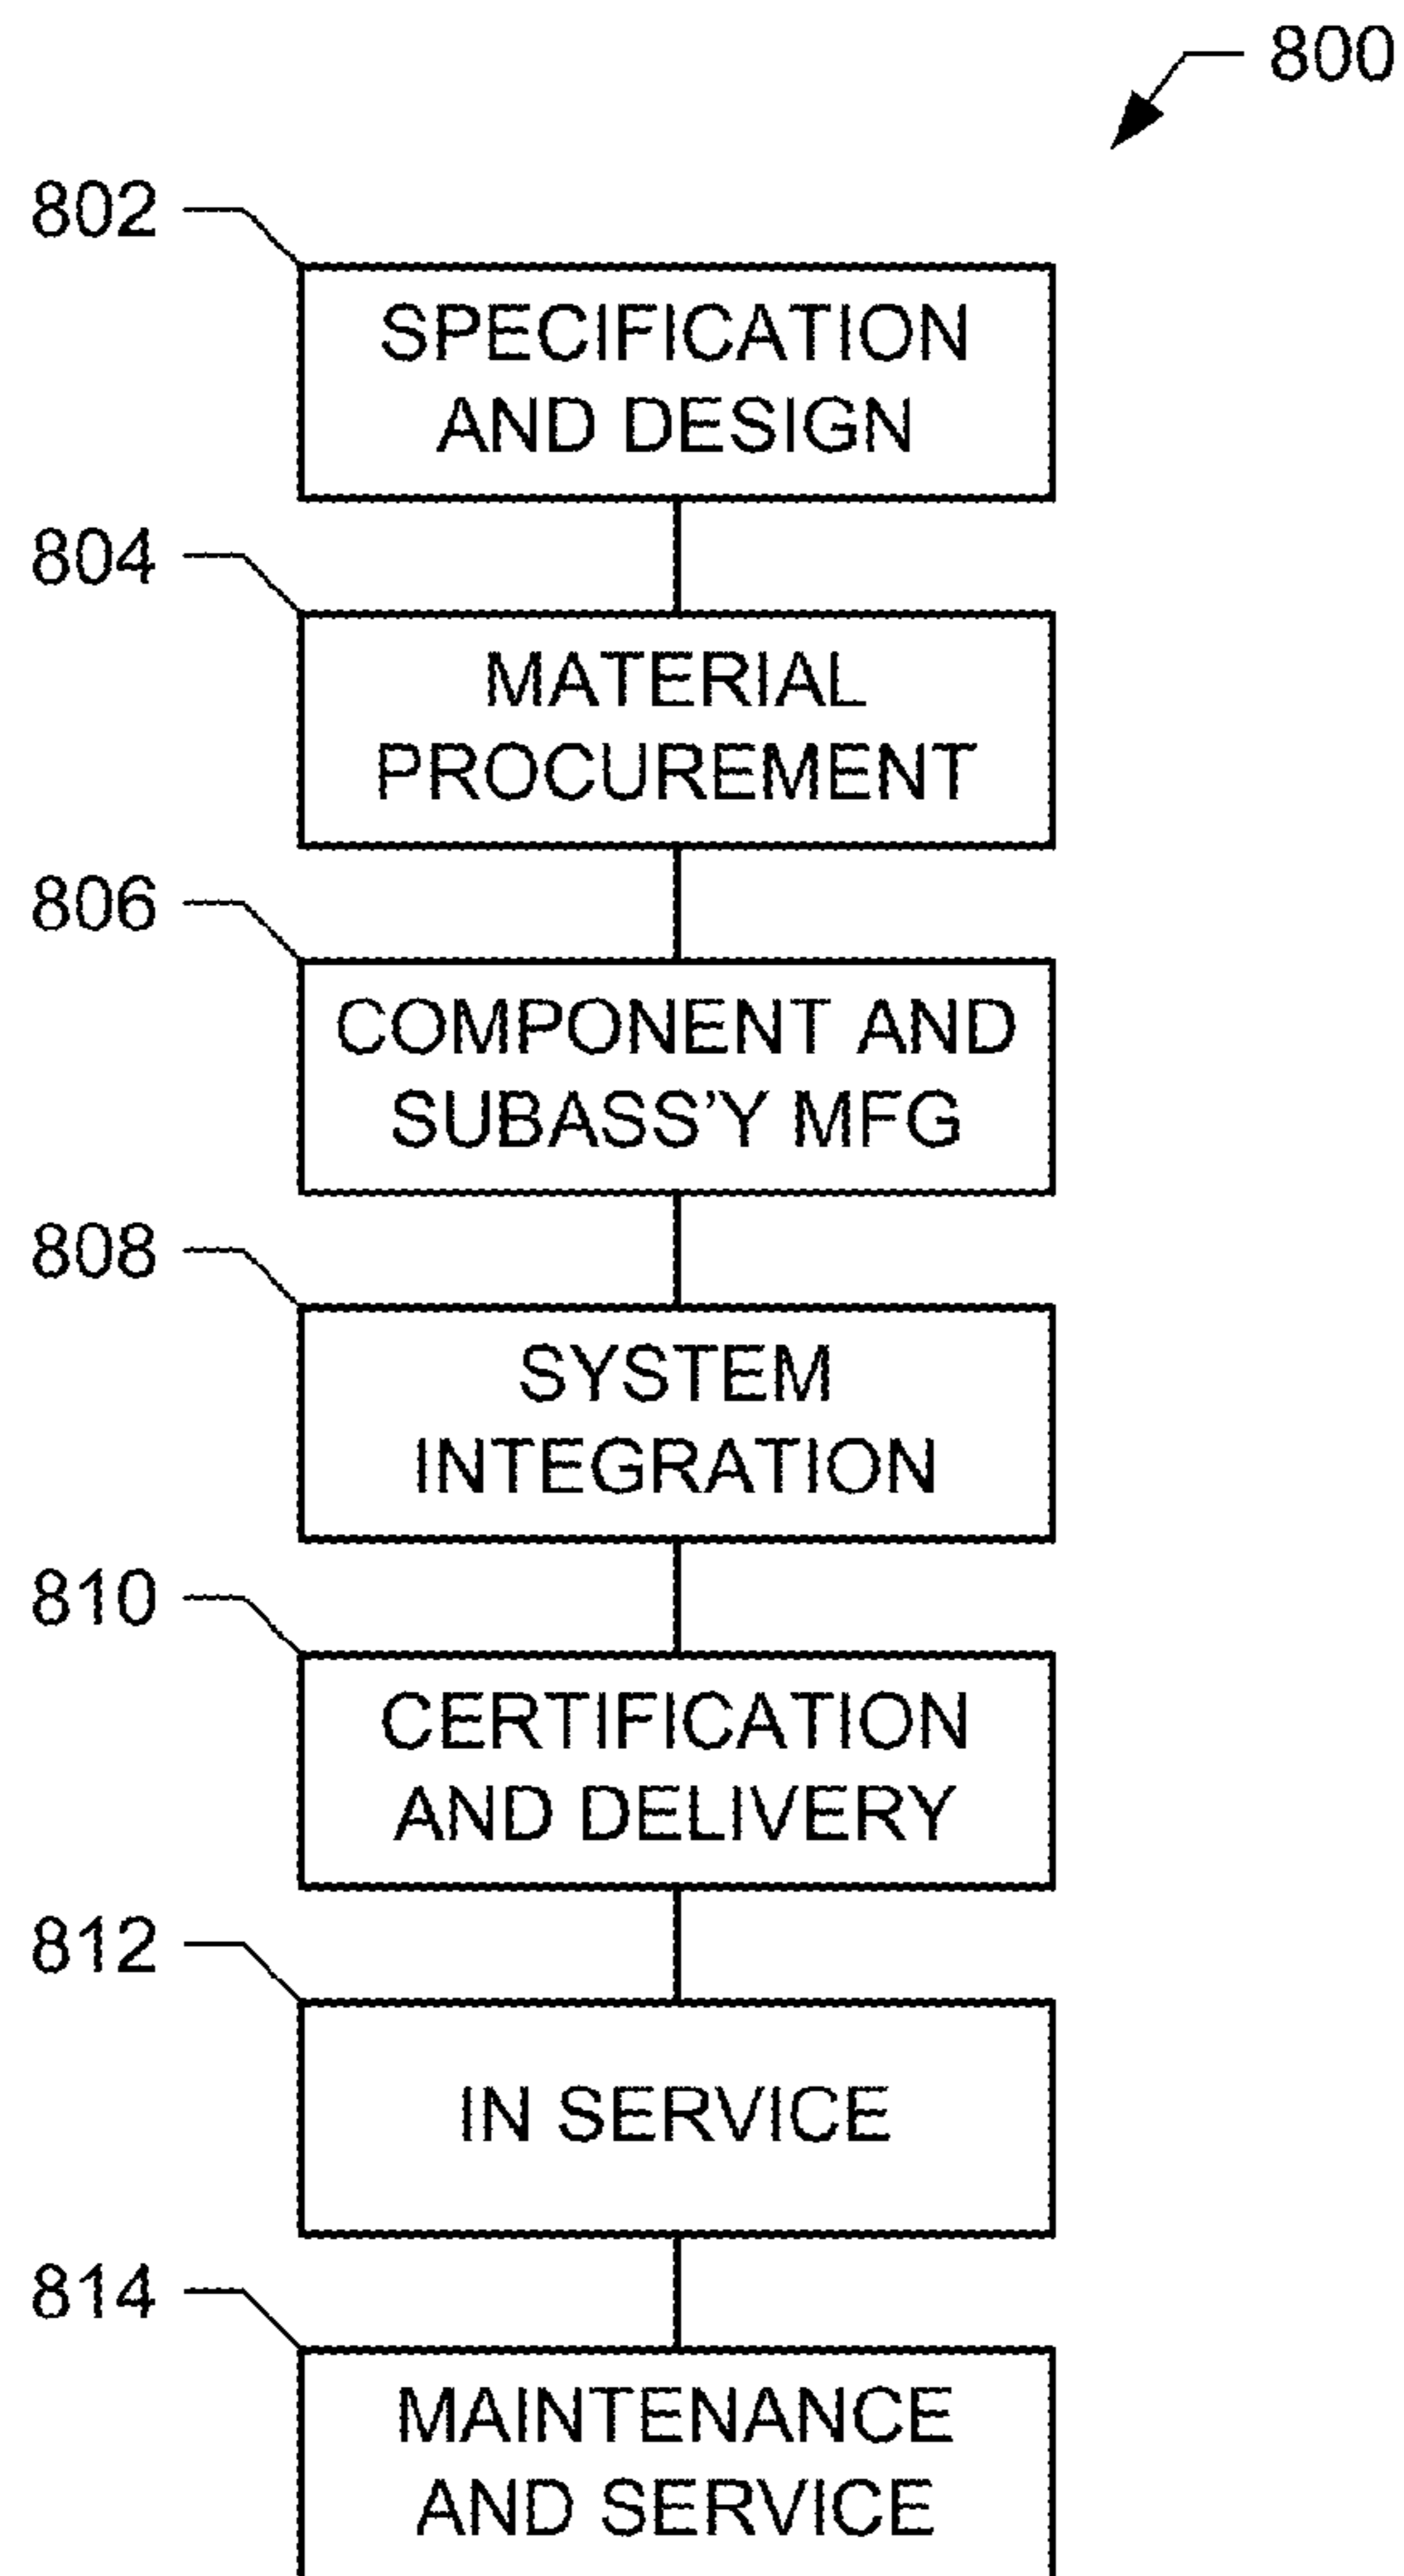 800
802
SPECIFICATION
AND DESIGN
804
MATERIAL
PROCUREMENT
806
COMPONENT AND
SUBASS’Y MFG
808
SYSTEM
INTEGRATION
810
CERTIFICATION
AND DELIVERY
812
IN SERVICE
814
MAINTENANCE
AND SERVICE